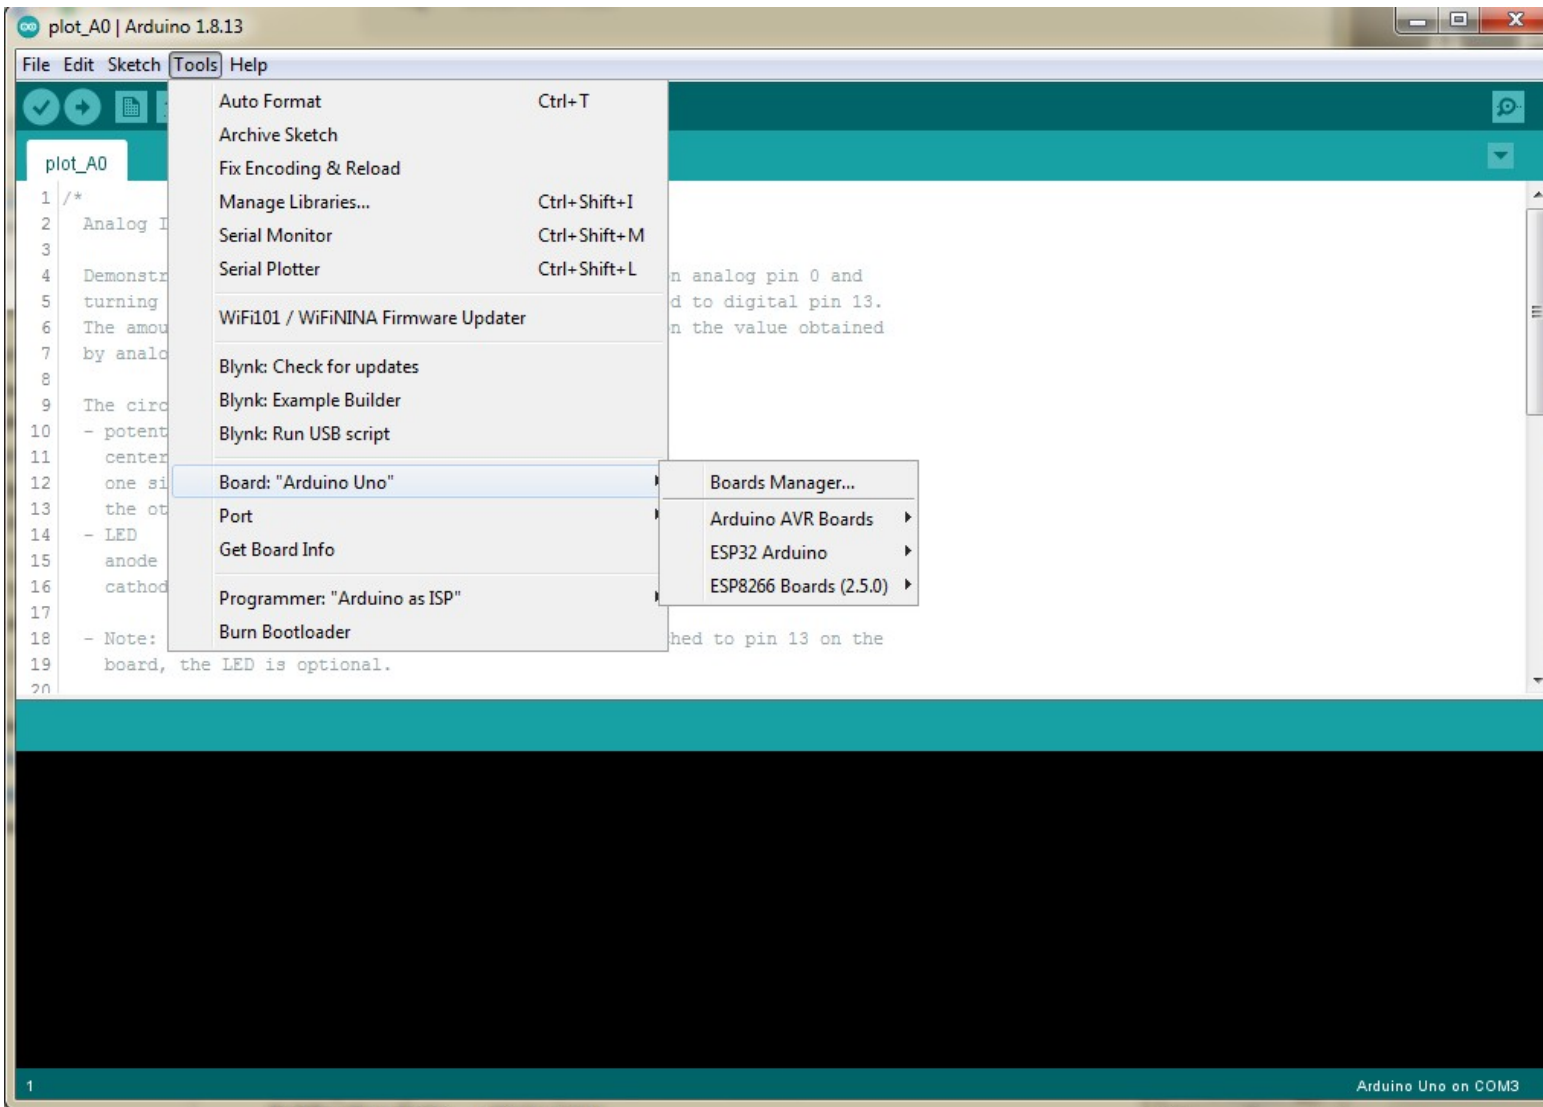 plot_A0 | Arduino 1.8.13
File Edit Sketch Tools Help
Auto Format Ctrl+T
Archive Sketch
Fix Encoding & Reload
Manage Libraries... Ctrl+Shift+I
Serial Monitor Ctrl+Shift+M
Serial Plotter Ctrl+Shift+L
WiFi101 / WiFiNINA Firmware Updater
Blynk: Check for updates
Blynk: Example Builder
Blynk: Run USB script
Board: "Arduino Uno"
Port
Get Board Info
Programmer: "Arduino as ISP"
Burn Bootloader
Boards Manager...
Arduino AVR Boards
ESP32 Arduino
ESP8266 Boards (2.5.0)
plot_A0
1 /*
2 Analog I
3
4 Demonstr n analog pin 0 and
5 turning d to digital pin 13.
6 The amou n the value obtained
7 by analo
8
9 The circ
10 - potent
11 center
12 one si
13 the ot
14 - LED
15 anode
16 cathod
17
18 - Note: hed to pin 13 on the
19 board, the LED is optional.
20
1
Arduino Uno on COM3